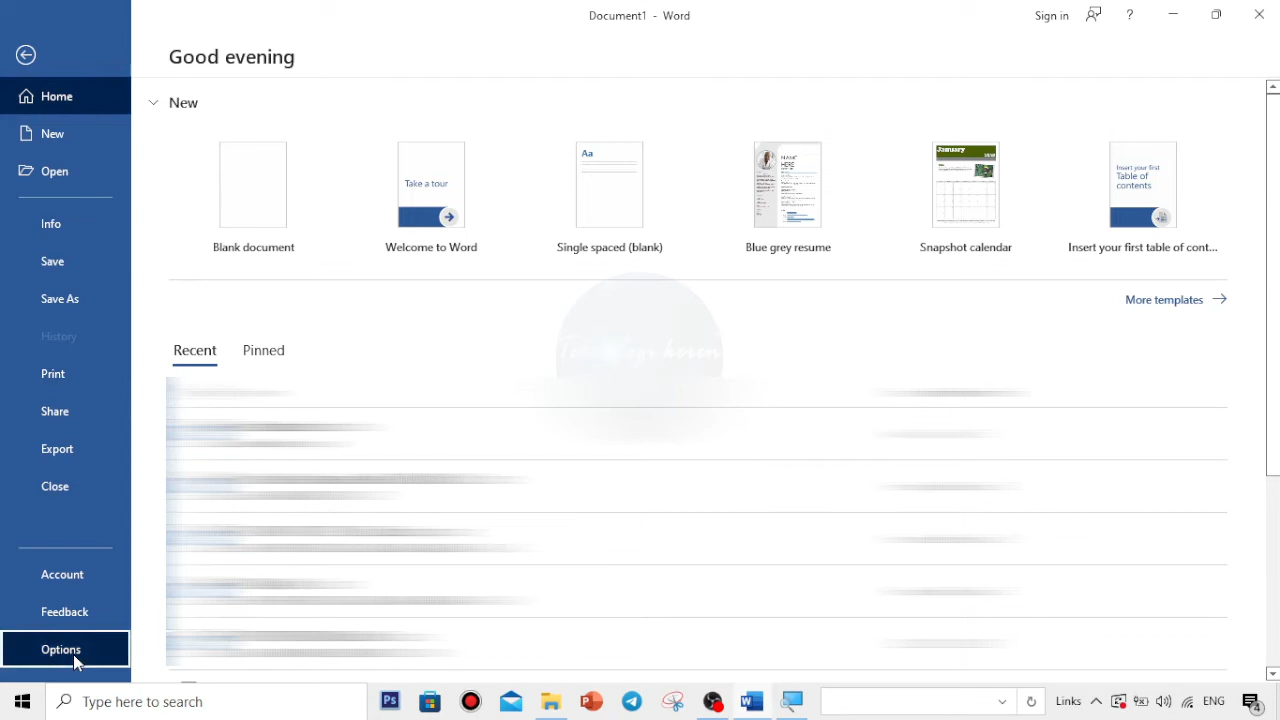 Document1 - Word
Sign in
?
Good evening
Home
New
New
Open
Info
Save
Save As
History
Print
Share
Export
Close
Account
Feedback
Options
Aa
Take a tour
January
Insert your first
Table of
contents
Blank document
Welcome to Word
Single spaced (blank)
Blue grey resume
Snapshot calendar
Insert your first table of cont...
More templates
Recent
Pinned
Type here to search
Ps
Links
ENG
4